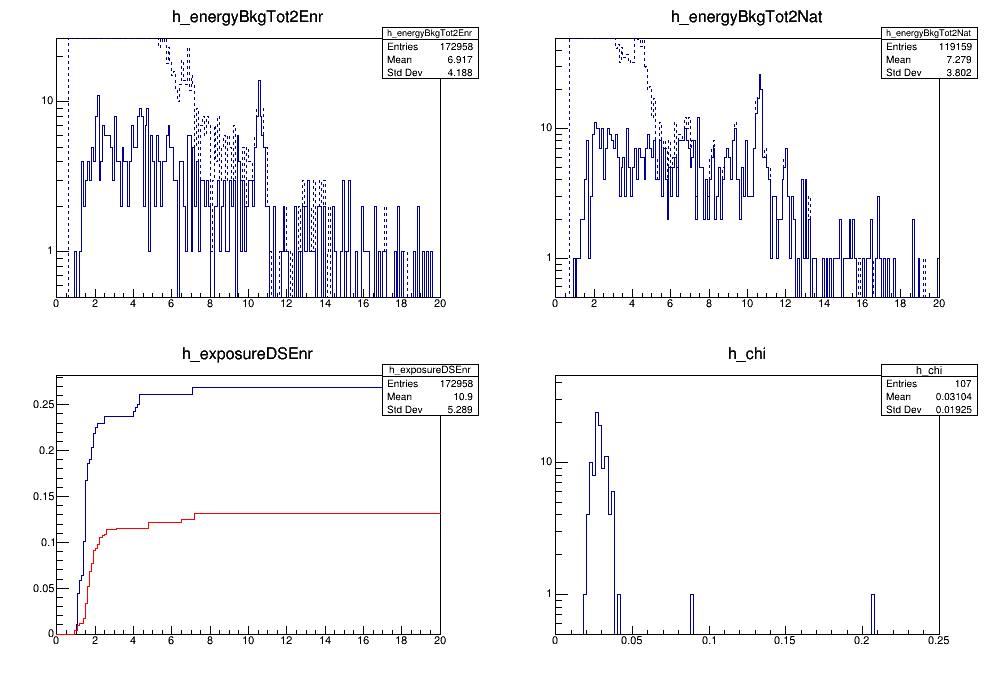 h_energyBkgTot2Enr
h_energyBkgTot2Enr
Entries 172958
Mean 6.917
Std Dev 4.188
10
1
0 2 4 6 8 10 12 14 16 18 20
h_energyBkgTot2Nat
h_energyBkgTot2Nat
Entries 119159
Mean 7.279
Std Dev 3.802
10
1
0 2 4 6 8 10 12 14 16 18 20
h_exposureDSEnr
h_exposureDSEnr
Entries 172958
Mean 10.9
Std Dev 5.289
0.25
0.2
0.15
0.1
0.05
0
0 2 4 6 8 10 12 14 16 18 20
h_chi
h_chi
Entries 107
Mean 0.03104
Std Dev 0.01925
10
1
0 0.05 0.1 0.15 0.2 0.25